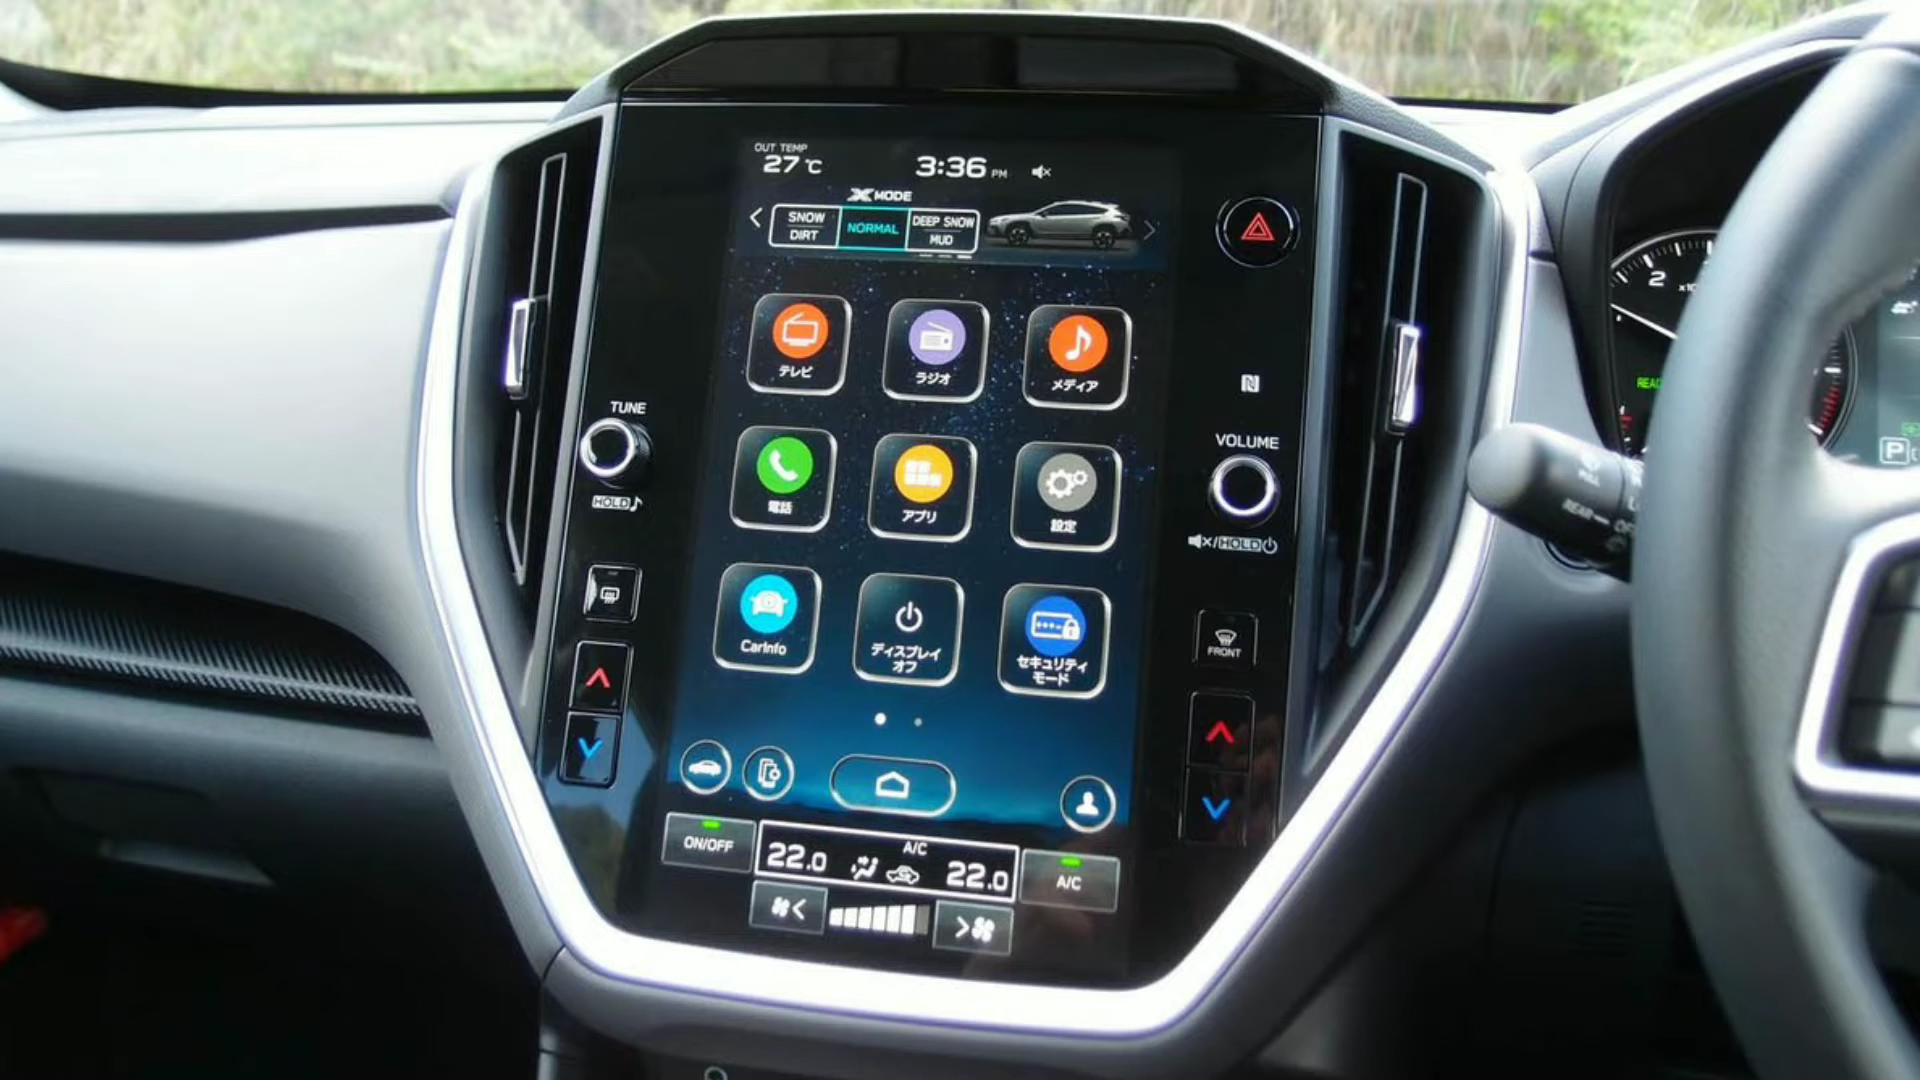 OUT TEMP
27℃
3:36 PM
X MODE
SNOW
DIRT
NORMAL
DEEP SNOW
MUD
テレビ
ラジオ
メディア
TUNE
HOLD
電話
アプリ
設定
VOLUME
HOLD
CarInfo
ディスプレイ
オフ
セキュリティ
モード
FRONT
ON/OFF
22.0
A/C
22.0
A/C
2
P
REAR